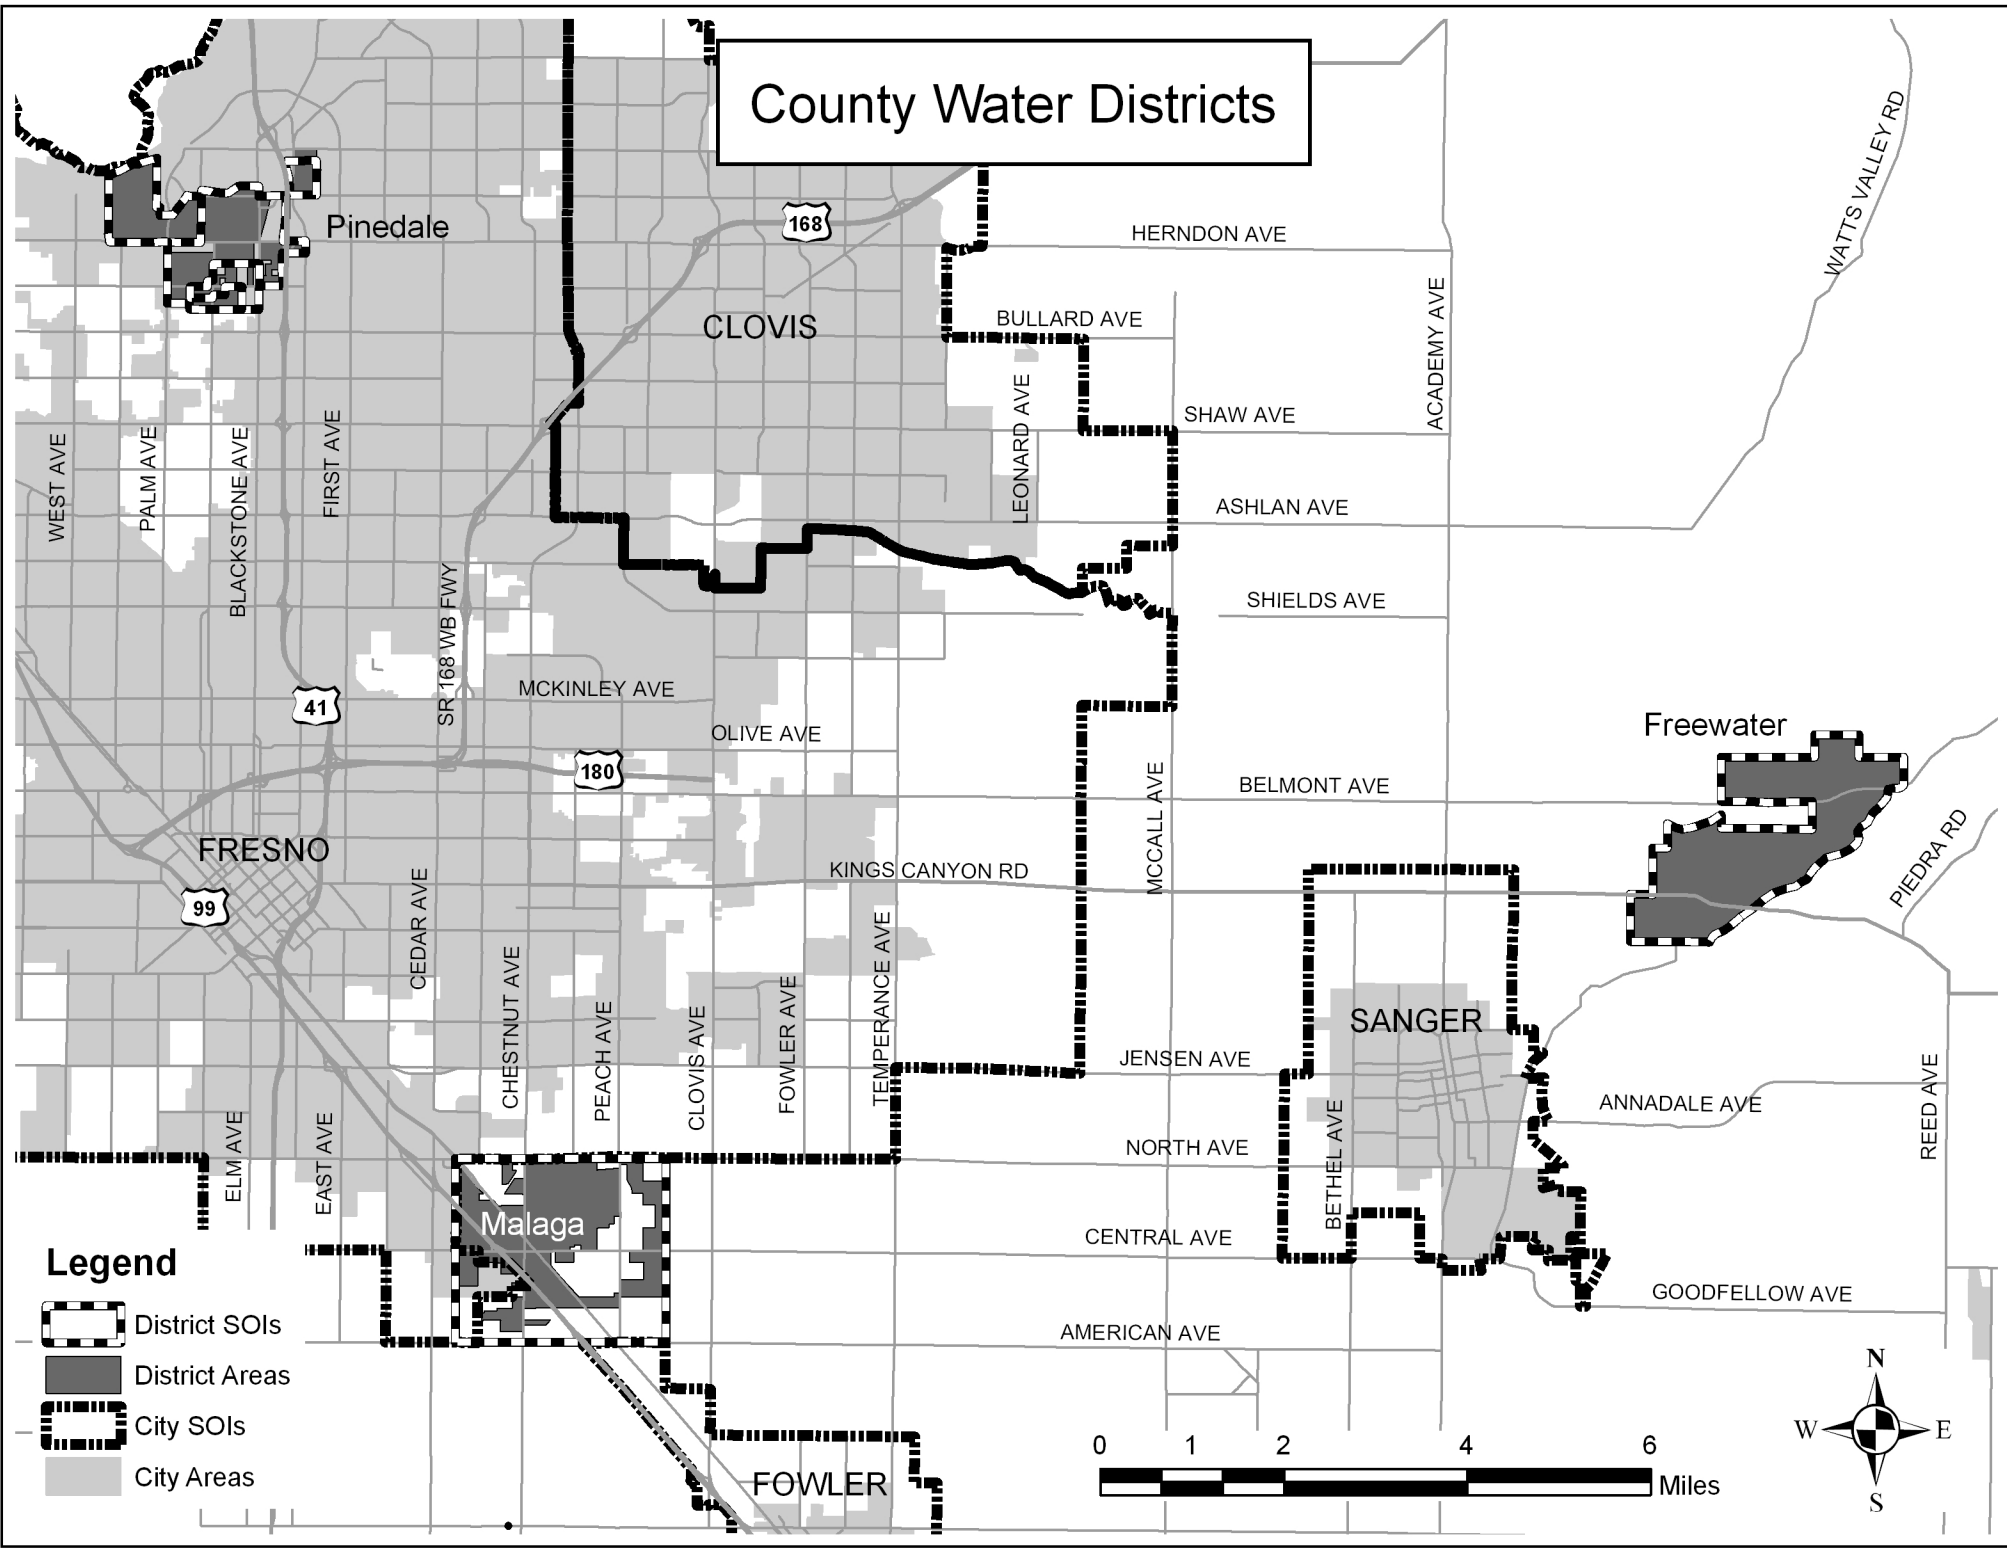 County Water Districts
Pinedale
168
HERNDON AVE
WATTS VALLEY RD
CLOVIS
BULLARD AVE
ACADEMY AVE
LEONARD AVE
SHAW AVE
WEST AVE
PALM AVE
BLACKSTONE AVE
FIRST AVE
ASHLAN AVE
SR 168 WB FWY
SHIELDS AVE
MCKINLEY AVE
41
OLIVE AVE
Freewater
180
BELMONT AVE
MCCALL AVE
FRESNO
KINGS CANYON RD
PIEDRA RD
99
CEDAR AVE
CHESTNUT AVE
PEACH AVE
CLOVIS AVE
FOWLER AVE
TEMPERANCE AVE
SANGER
JENSEN AVE
ANNADALE AVE
REED AVE
ELM AVE
EAST AVE
NORTH AVE
BETHEL AVE
Malaga
CENTRAL AVE
GOODFELLOW AVE
AMERICAN AVE
Legend
District SOIs
District Areas
City SOIs
City Areas
FOWLER
0 1 2 4 6
Miles
N
W E
S